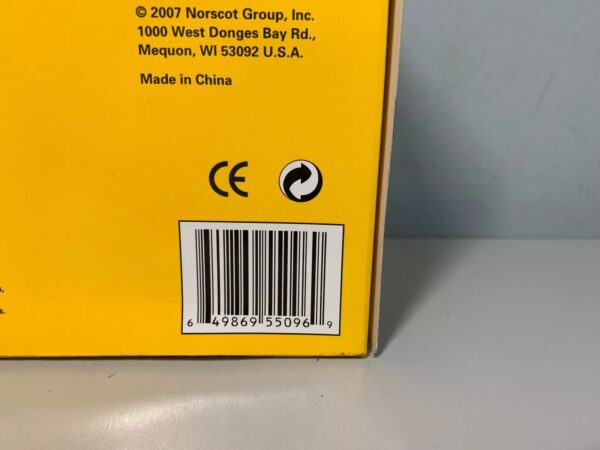 © 2007 Norscot Group, Inc.
1000 West Donges Bay Rd.,
Mequon, WI 53092 U.S.A.
Made in China
CE
6 49869 55096 9